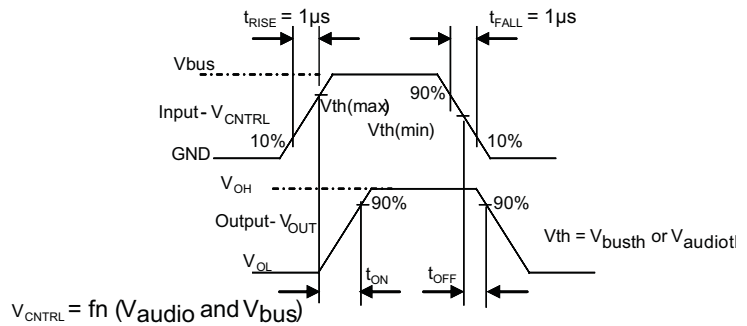 tRISE = 1µs
tFALL = 1µs
Vbus
Vth(max)
90%
Input- VCNTRL
Vth(min)
10%
10%
GND
VOH
90%
90%
Output- VOUT
Vth = Vbusth or Vaudiot
VOL
tON
tOFF
VCNTRL = fn (Vaudio and Vbus)